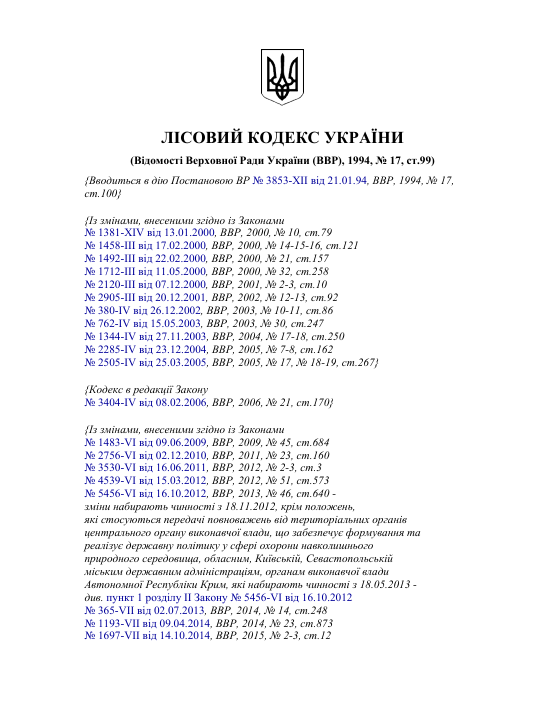 ЛІСОВИЙ КОДЕКС УКРАЇНИ
(Відомості Верховної Ради України (ВВР), 1994, № 17, ст.99)
{Вводиться в дію Постановою ВР № 3853-XII від 21.01.94, ВВР, 1994, № 17,
ст.100}
{Із змінами, внесеними згідно із Законами
№ 1381-XIV від 13.01.2000, ВВР, 2000, № 10, ст.79
№ 1458-III від 17.02.2000, ВВР, 2000, № 14-15-16, ст.121
№ 1492-III від 22.02.2000, ВВР, 2000, № 21, ст.157
№ 1712-III від 11.05.2000, ВВР, 2000, № 32, ст.258
№ 2120-III від 07.12.2000, ВВР, 2001, № 2-3, ст.10
№ 2905-III від 20.12.2001, ВВР, 2002, № 12-13, ст.92
№ 380-IV від 26.12.2002, ВВР, 2003, № 10-11, ст.86
№ 762-IV від 15.05.2003, ВВР, 2003, № 30, ст.247
№ 1344-IV від 27.11.2003, ВВР, 2004, № 17-18, ст.250
№ 2285-IV від 23.12.2004, ВВР, 2005, № 7-8, ст.162
№ 2505-IV від 25.03.2005, ВВР, 2005, № 17, № 18-19, ст.267}
{Кодекс в редакції Закону
№ 3404-IV від 08.02.2006, ВВР, 2006, № 21, ст.170}
{Із змінами, внесеними згідно із Законами
№ 1483-VI від 09.06.2009, ВВР, 2009, № 45, ст.684
№ 2756-VI від 02.12.2010, ВВР, 2011, № 23, ст.160
№ 3530-VI від 16.06.2011, ВВР, 2012, № 2-3, ст.3
№ 4539-VI від 15.03.2012, ВВР, 2012, № 51, ст.573
№ 5456-VI від 16.10.2012, ВВР, 2013, № 46, ст.640 -
зміни набирають чинності з 18.11.2012, крім положень,
які стосуються передачі повноважень від територіальних органів
центрального органу виконавчої влади, що забезпечує формування та
реалізує державну політику у сфері охорони навколишнього
природного середовища, обласним, Київській, Севастопольській
міським державним адміністраціям, органам виконавчої влади
Автономної Республіки Крим, які набирають чинності з 18.05.2013 -
див. пункт 1 розділу II Закону № 5456-VI від 16.10.2012
№ 365-VII від 02.07.2013, ВВР, 2014, № 14, ст.248
№ 1193-VII від 09.04.2014, ВВР, 2014, № 23, ст.873
№ 1697-VII від 14.10.2014, ВВР, 2015, № 2-3, ст.12